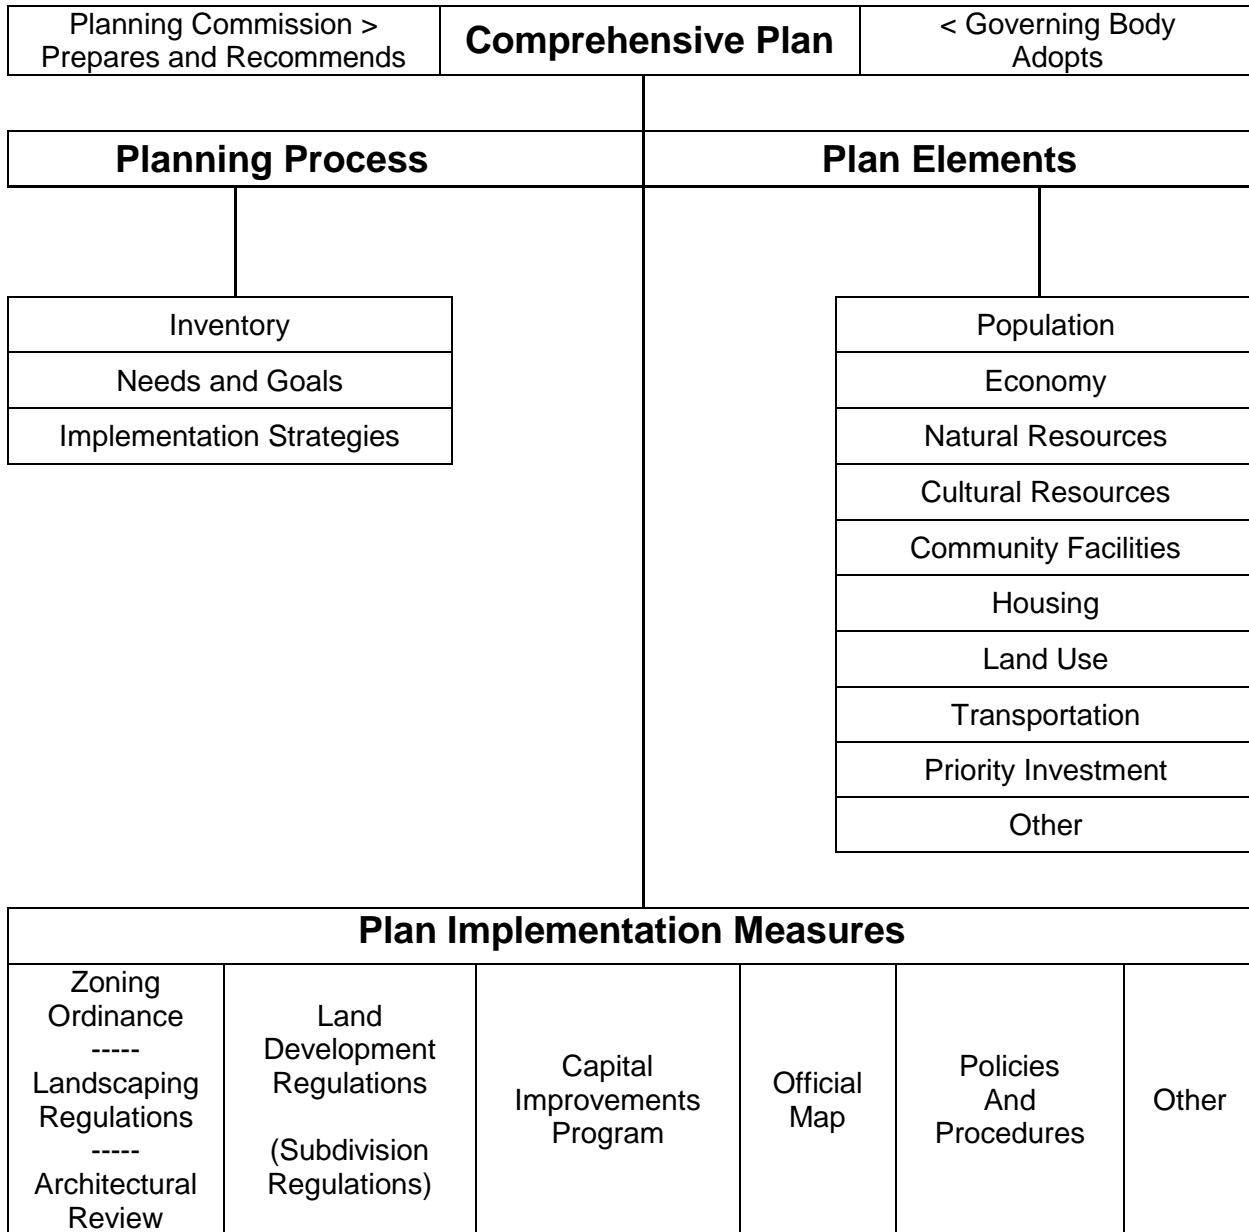 Planning Commission >
Prepares and Recommends
Comprehensive Plan
< Governing Body
Adopts
Planning Process
Plan Elements
Inventory
Needs and Goals
Implementation Strategies
Population
Economy
Natural Resources
Cultural Resources
Community Facilities
Housing
Land Use
Transportation
Priority Investment
Other
Plan Implementation Measures
Zoning
Ordinance
-----
Landscaping
Regulations
-----
Architectural
Review
Land
Development
Regulations
(Subdivision
Regulations)
Capital
Improvements
Program
Official
Map
Policies
And
Procedures
Other